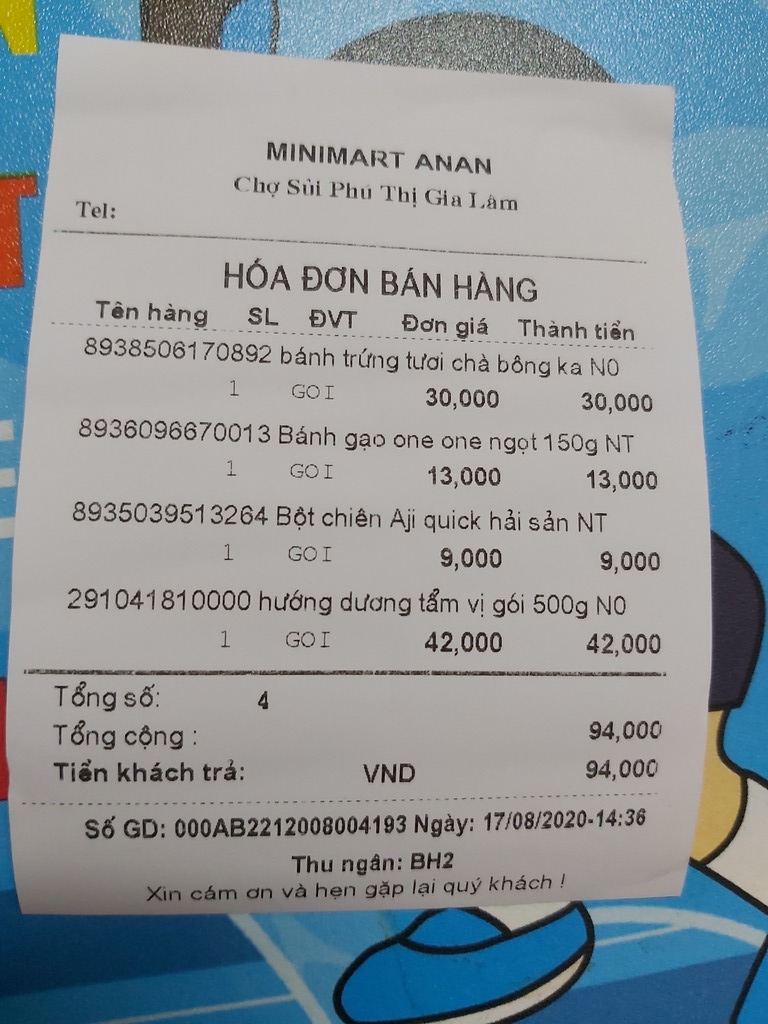 MINIMART ANAN
Chợ Sủi Phú Thị Gia Lâm
Tel:
HÓA ĐƠN BÁN HÀNG
Tên hàng SL ĐVT Đơn giá Thành tiền
8938506170892 bánh trứng tươi chà bông ka N0
1 GOI 30,000 30,000
8936096670013 Bánh gạo one one ngọt 150g NT
1 GOI 13,000 13,000
8935039513264 Bột chiên Aji quick hải sản NT
1 GOI 9,000 9,000
291041810000 hướng dương tẩm vị gói 500g N0
1 GOI 42,000 42,000
Tổng số: 4
Tổng cộng : 94,000
Tiền khách trả: VND 94,000
Số GD: 000AB2212008004193 Ngày: 17/08/2020-14:36
Thu ngân: BH2
Xin cám ơn và hẹn gặp lại quý khách !